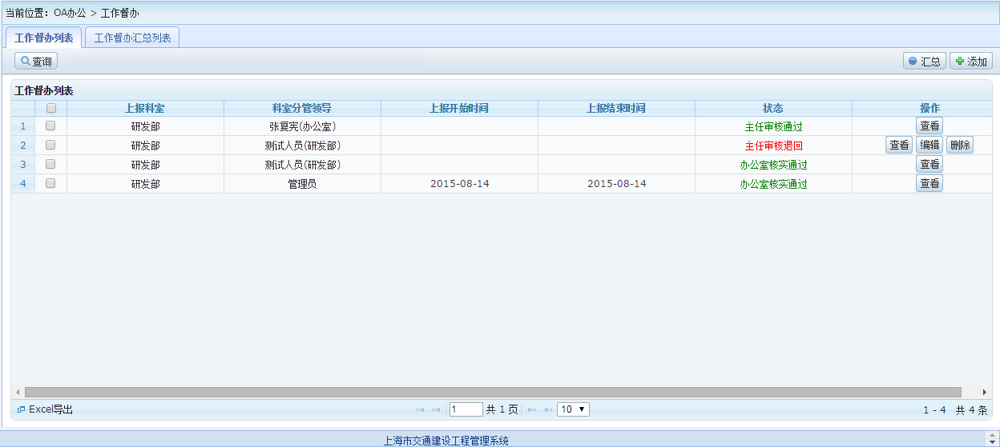 当前位置：OA办公 > 工作督办
工作督办列表 工作督办汇总列表
查询 汇总 添加
工作督办列表
上报科室 科室分管领导 上报开始时间 上报结束时间 状态 操作
1 研发部 张复宪(办公室) 主任审核通过 查看
2 研发部 测试人员(研发部) 主任审核退回 查看 编辑 删除
3 研发部 测试人员(研发部) 办公室核实通过 查看
4 研发部 管理员 2015-08-14 2015-08-14 办公室核实通过 查看
Excel导出 1 共 1 页 10 1 - 4 共 4 条
上海市交通建设工程管理系统